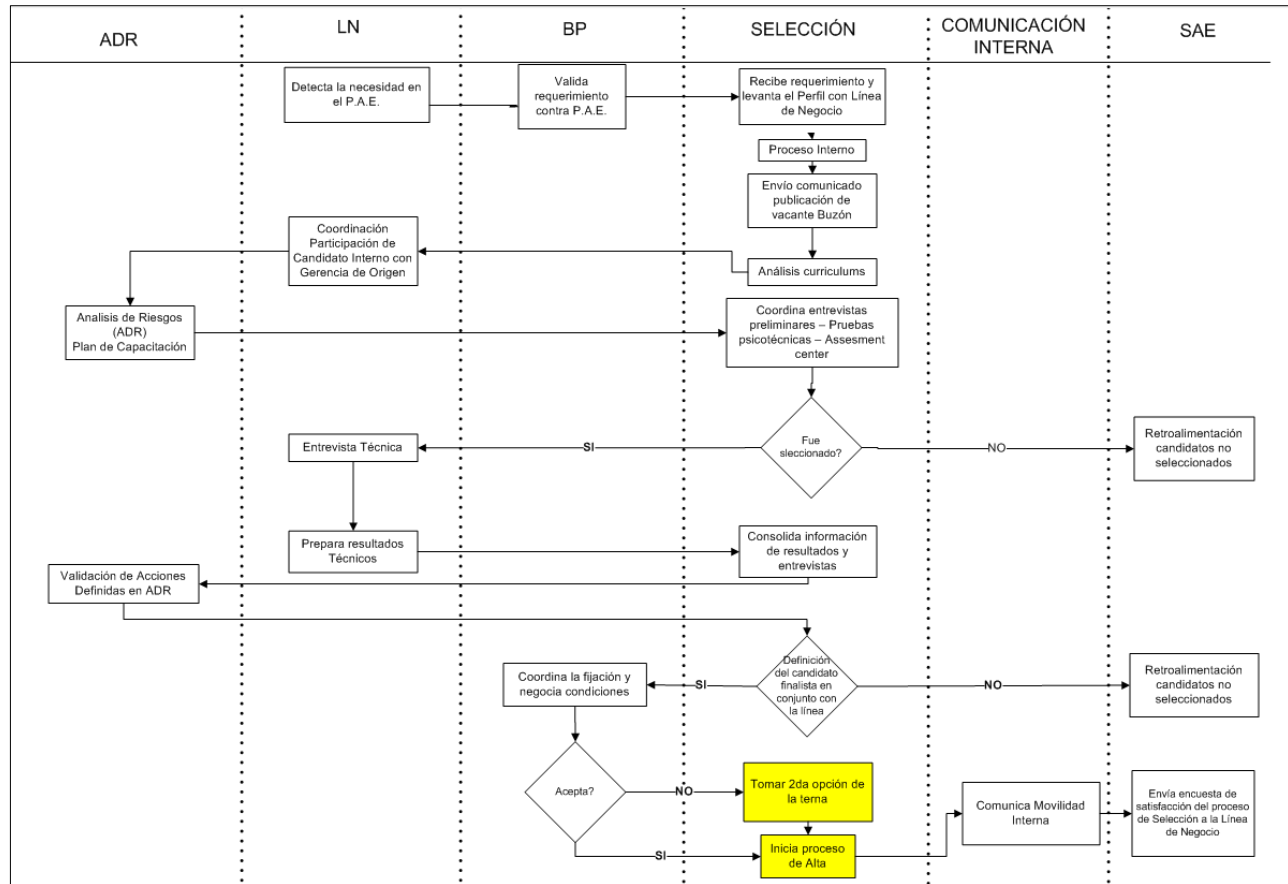 ADR
LN
BP
SELECCIÓN
COMUNICACIÓN
INTERNA
SAE
Detecta la necesidad en
el P.A.E.
Valida
requerimiento
contra P.A.E.
Recibe requerimiento y
levanta el Perfil con Línea
de Negocio
Proceso Interno
Envío comunicado
publicación de
vacante Buzón
Coordinación
Participación de
Candidato Interno con
Gerencia de Origen
Análisis curriculums
Analisis de Riesgos
(ADR)
Plan de Capacitación
Coordina entrevistas
preliminares – Pruebas
psicotécnicas – Assesment
center
Entrevista Técnica
SI
Fue
sleccionado?
NO
Retroalimentación
candidatos no
seleccionados
Prepara resultados
Técnicos
Consolida información
de resultados y
entrevistas
Validación de Acciones
Definidas en ADR
Coordina la fijación y
negocia condiciones
SI
Definición
del candidato
finalista en
conjunto con
la línea
NO
Retroalimentación
candidatos no
seleccionados
Acepta?
NO
Tomar 2da opción de
la terna
Comunica Movilidad
Interna
Envía encuesta de
satisfacción del proceso
de Selección a la Línea
de Negocio
SI
Inicia proceso
de Alta